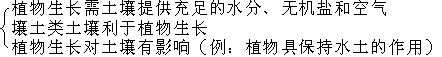 植物生长需土壤提供充足的水分、无机盐和空气
壤土类土壤利于植物生长
植物生长对土壤有影响（例：植物具保持水土的作用）